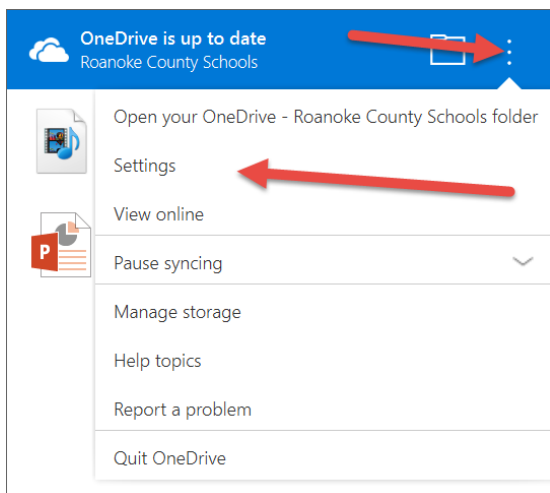 OneDrive is up to date
Roanoke County Schools
Open your OneDrive - Roanoke County Schools folder
Settings
View online
P
Pause syncing
Manage storage
Help topics
Report a problem
Quit OneDrive